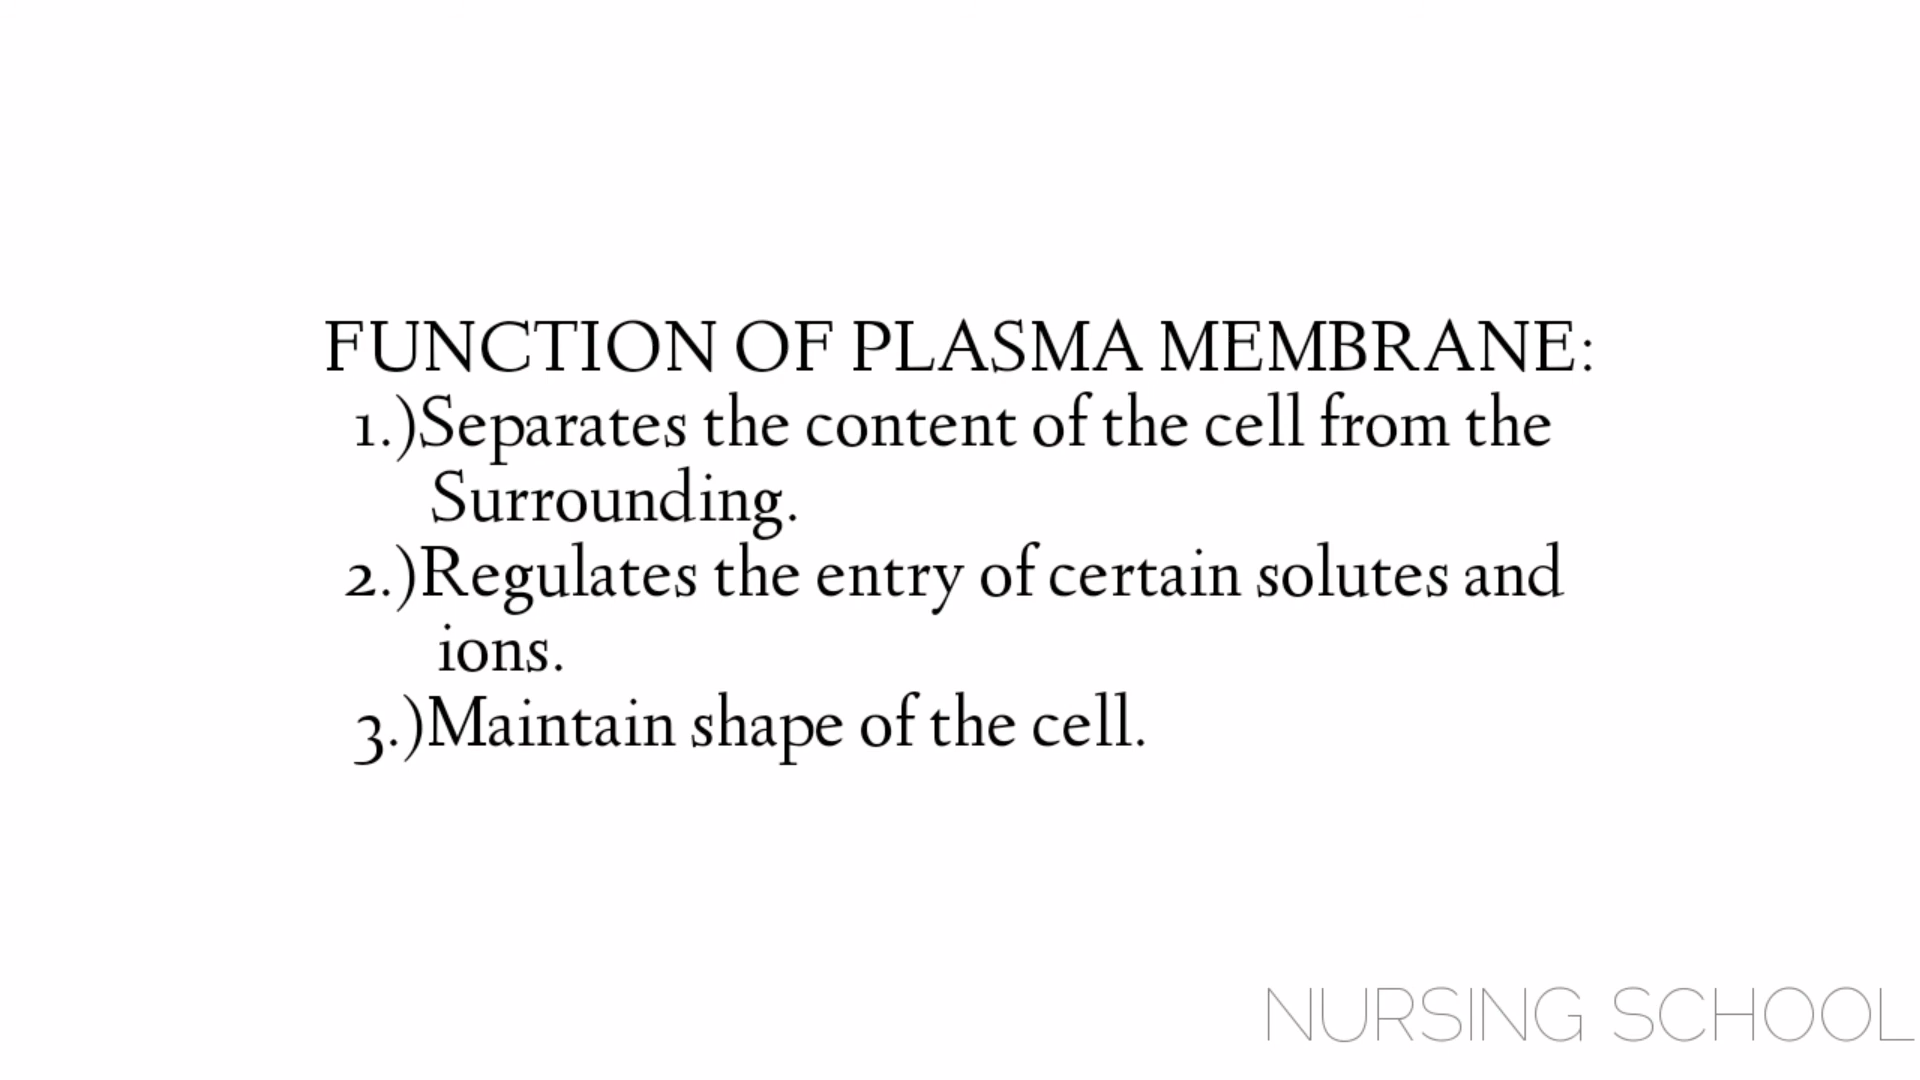 FUNCTION OF PLASMA MEMBRANE:
1.)Separates the content of the cell from the
Surrounding.
2.)Regulates the entry of certain solutes and
ions.
3.)Maintain shape of the cell.
NURSING SCHOOL